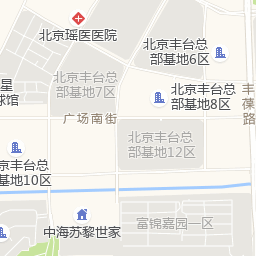 北京瑶医医院
北京丰台总
部基地6区
北京丰台总
部基地7区
星
球馆
北京丰台总
部基地8区
丰
葆
路
广场南街
北京丰台总
部基地12区
北京丰台总
部基地10区
富锦嘉园一区
中海苏黎世家